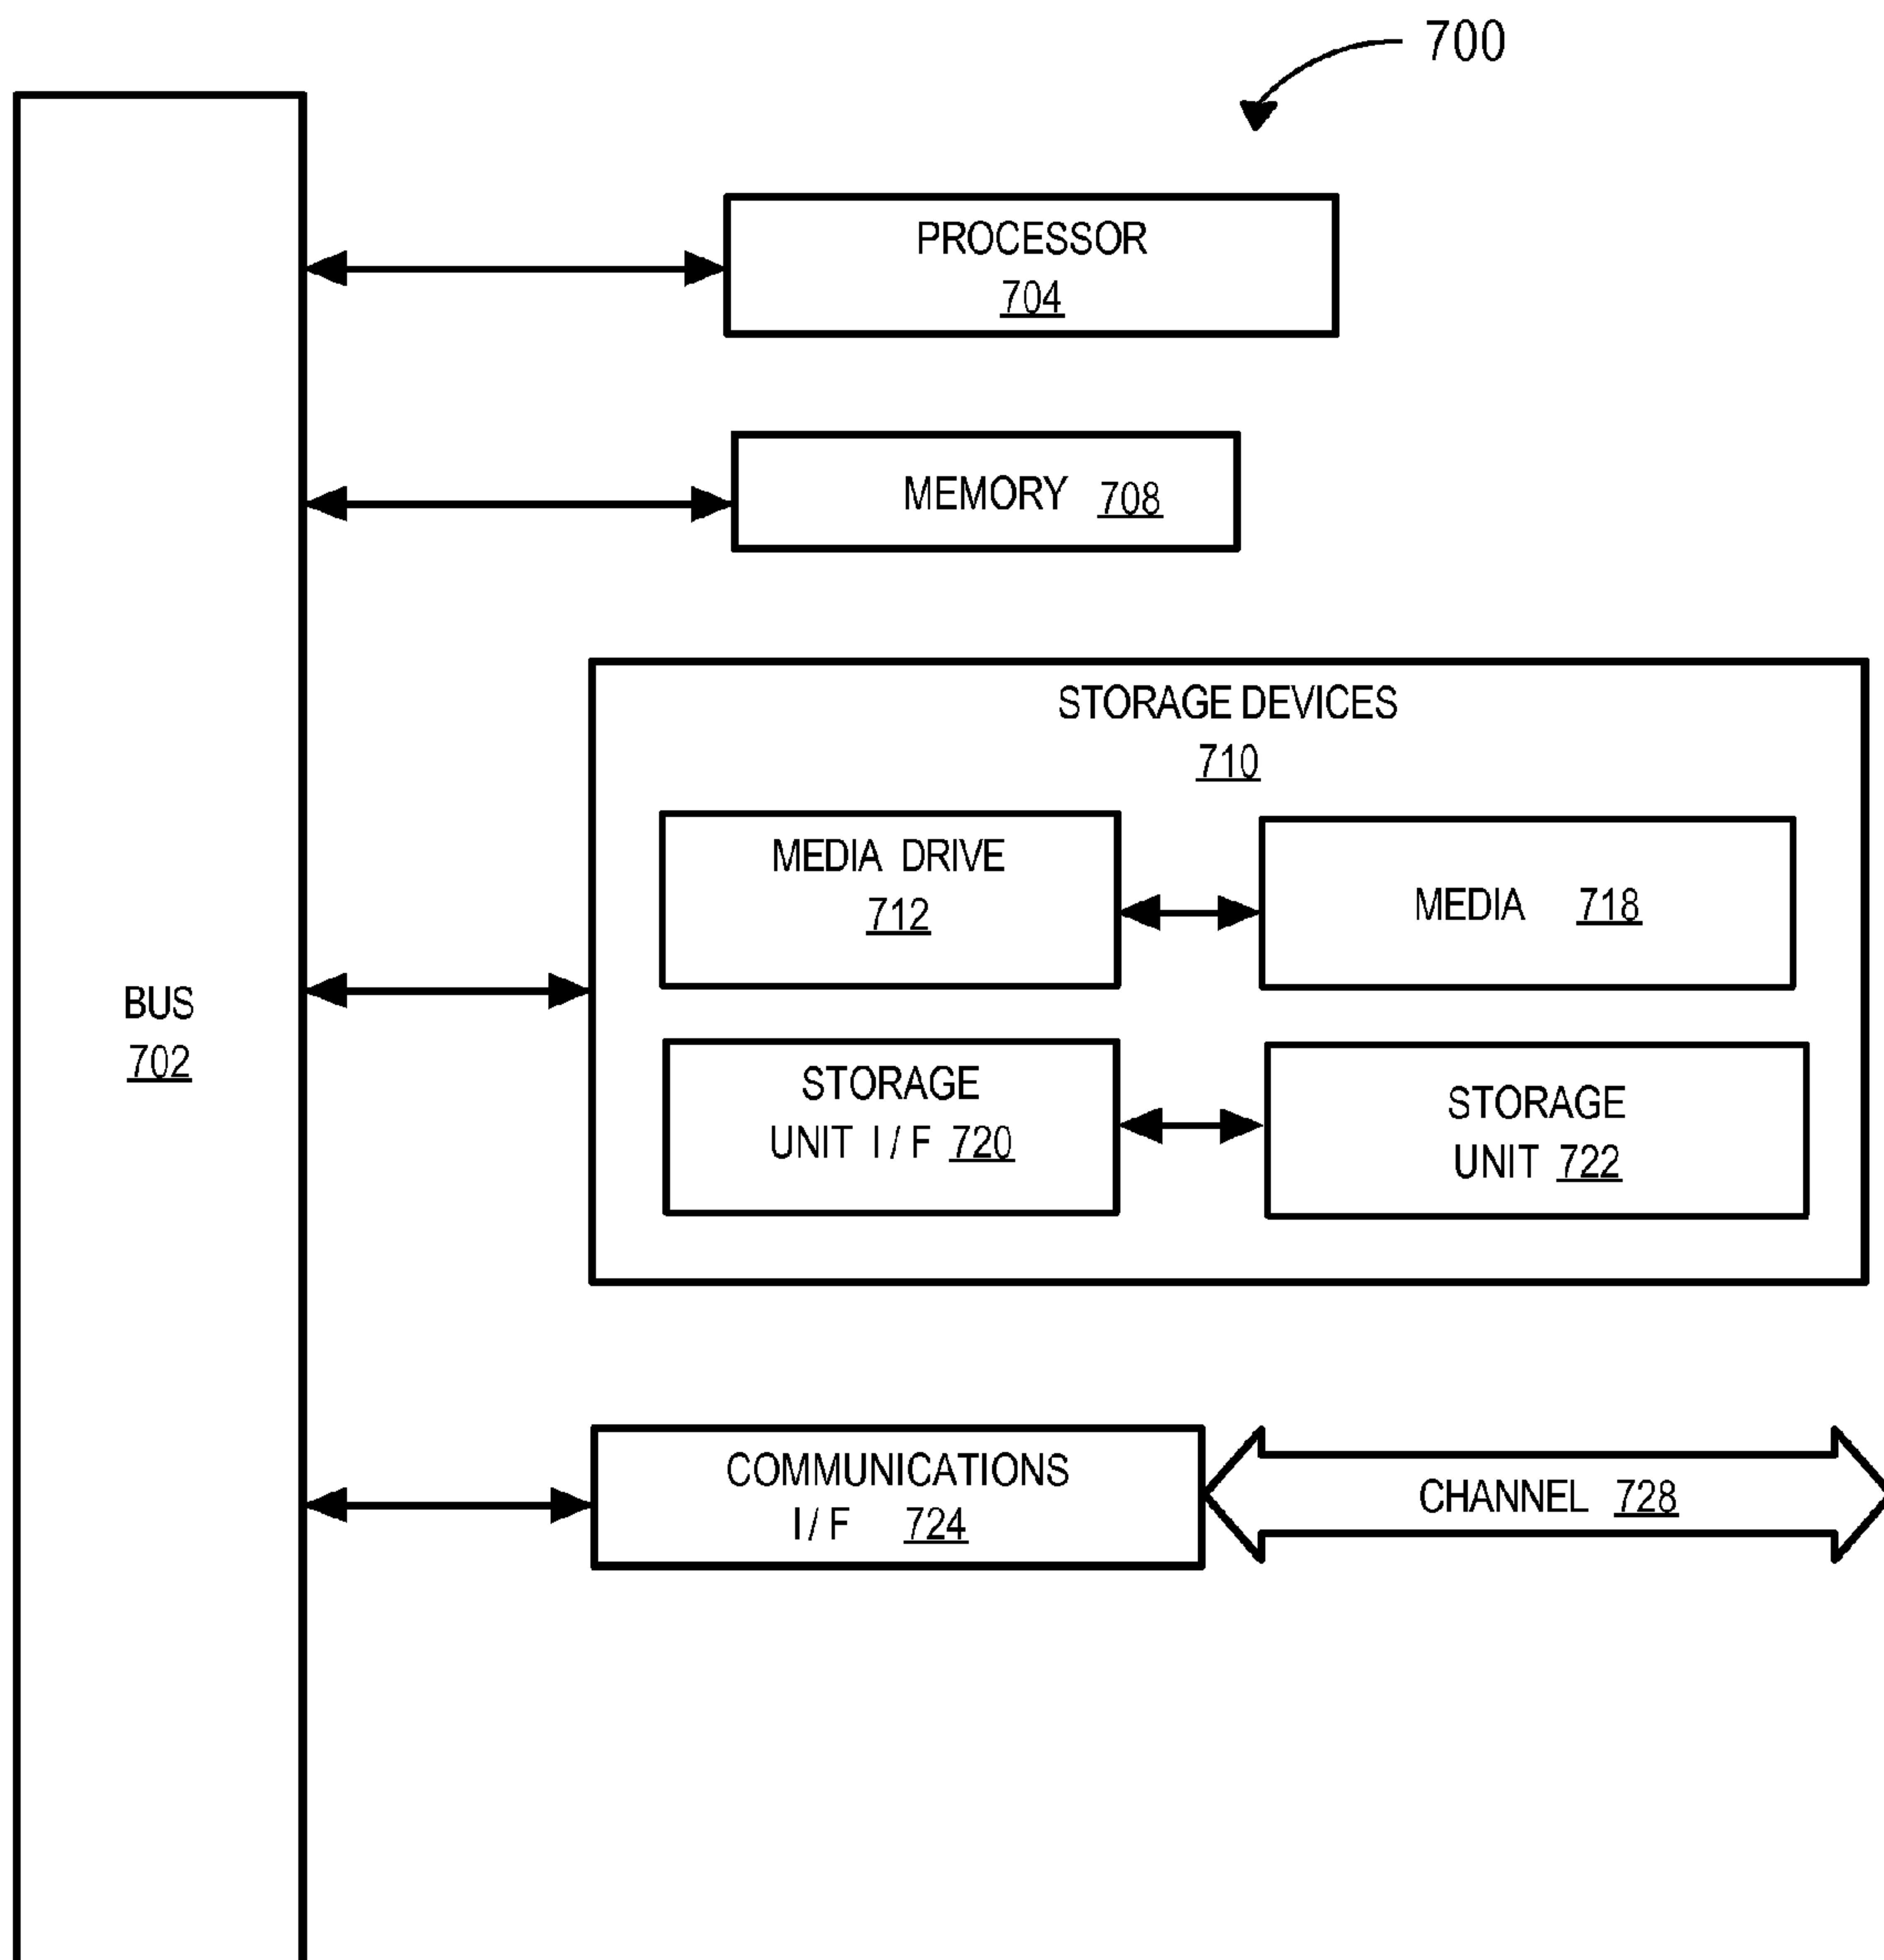 700
PROCESSOR
704
MEMORY 708
STORAGE DEVICES
710
MEDIA DRIVE
712
MEDIA 718
BUS
702
STORAGE
UNIT I / F 720
STORAGE
UNIT 722
COMMUNICATIONS
I / F 724
CHANNEL 728